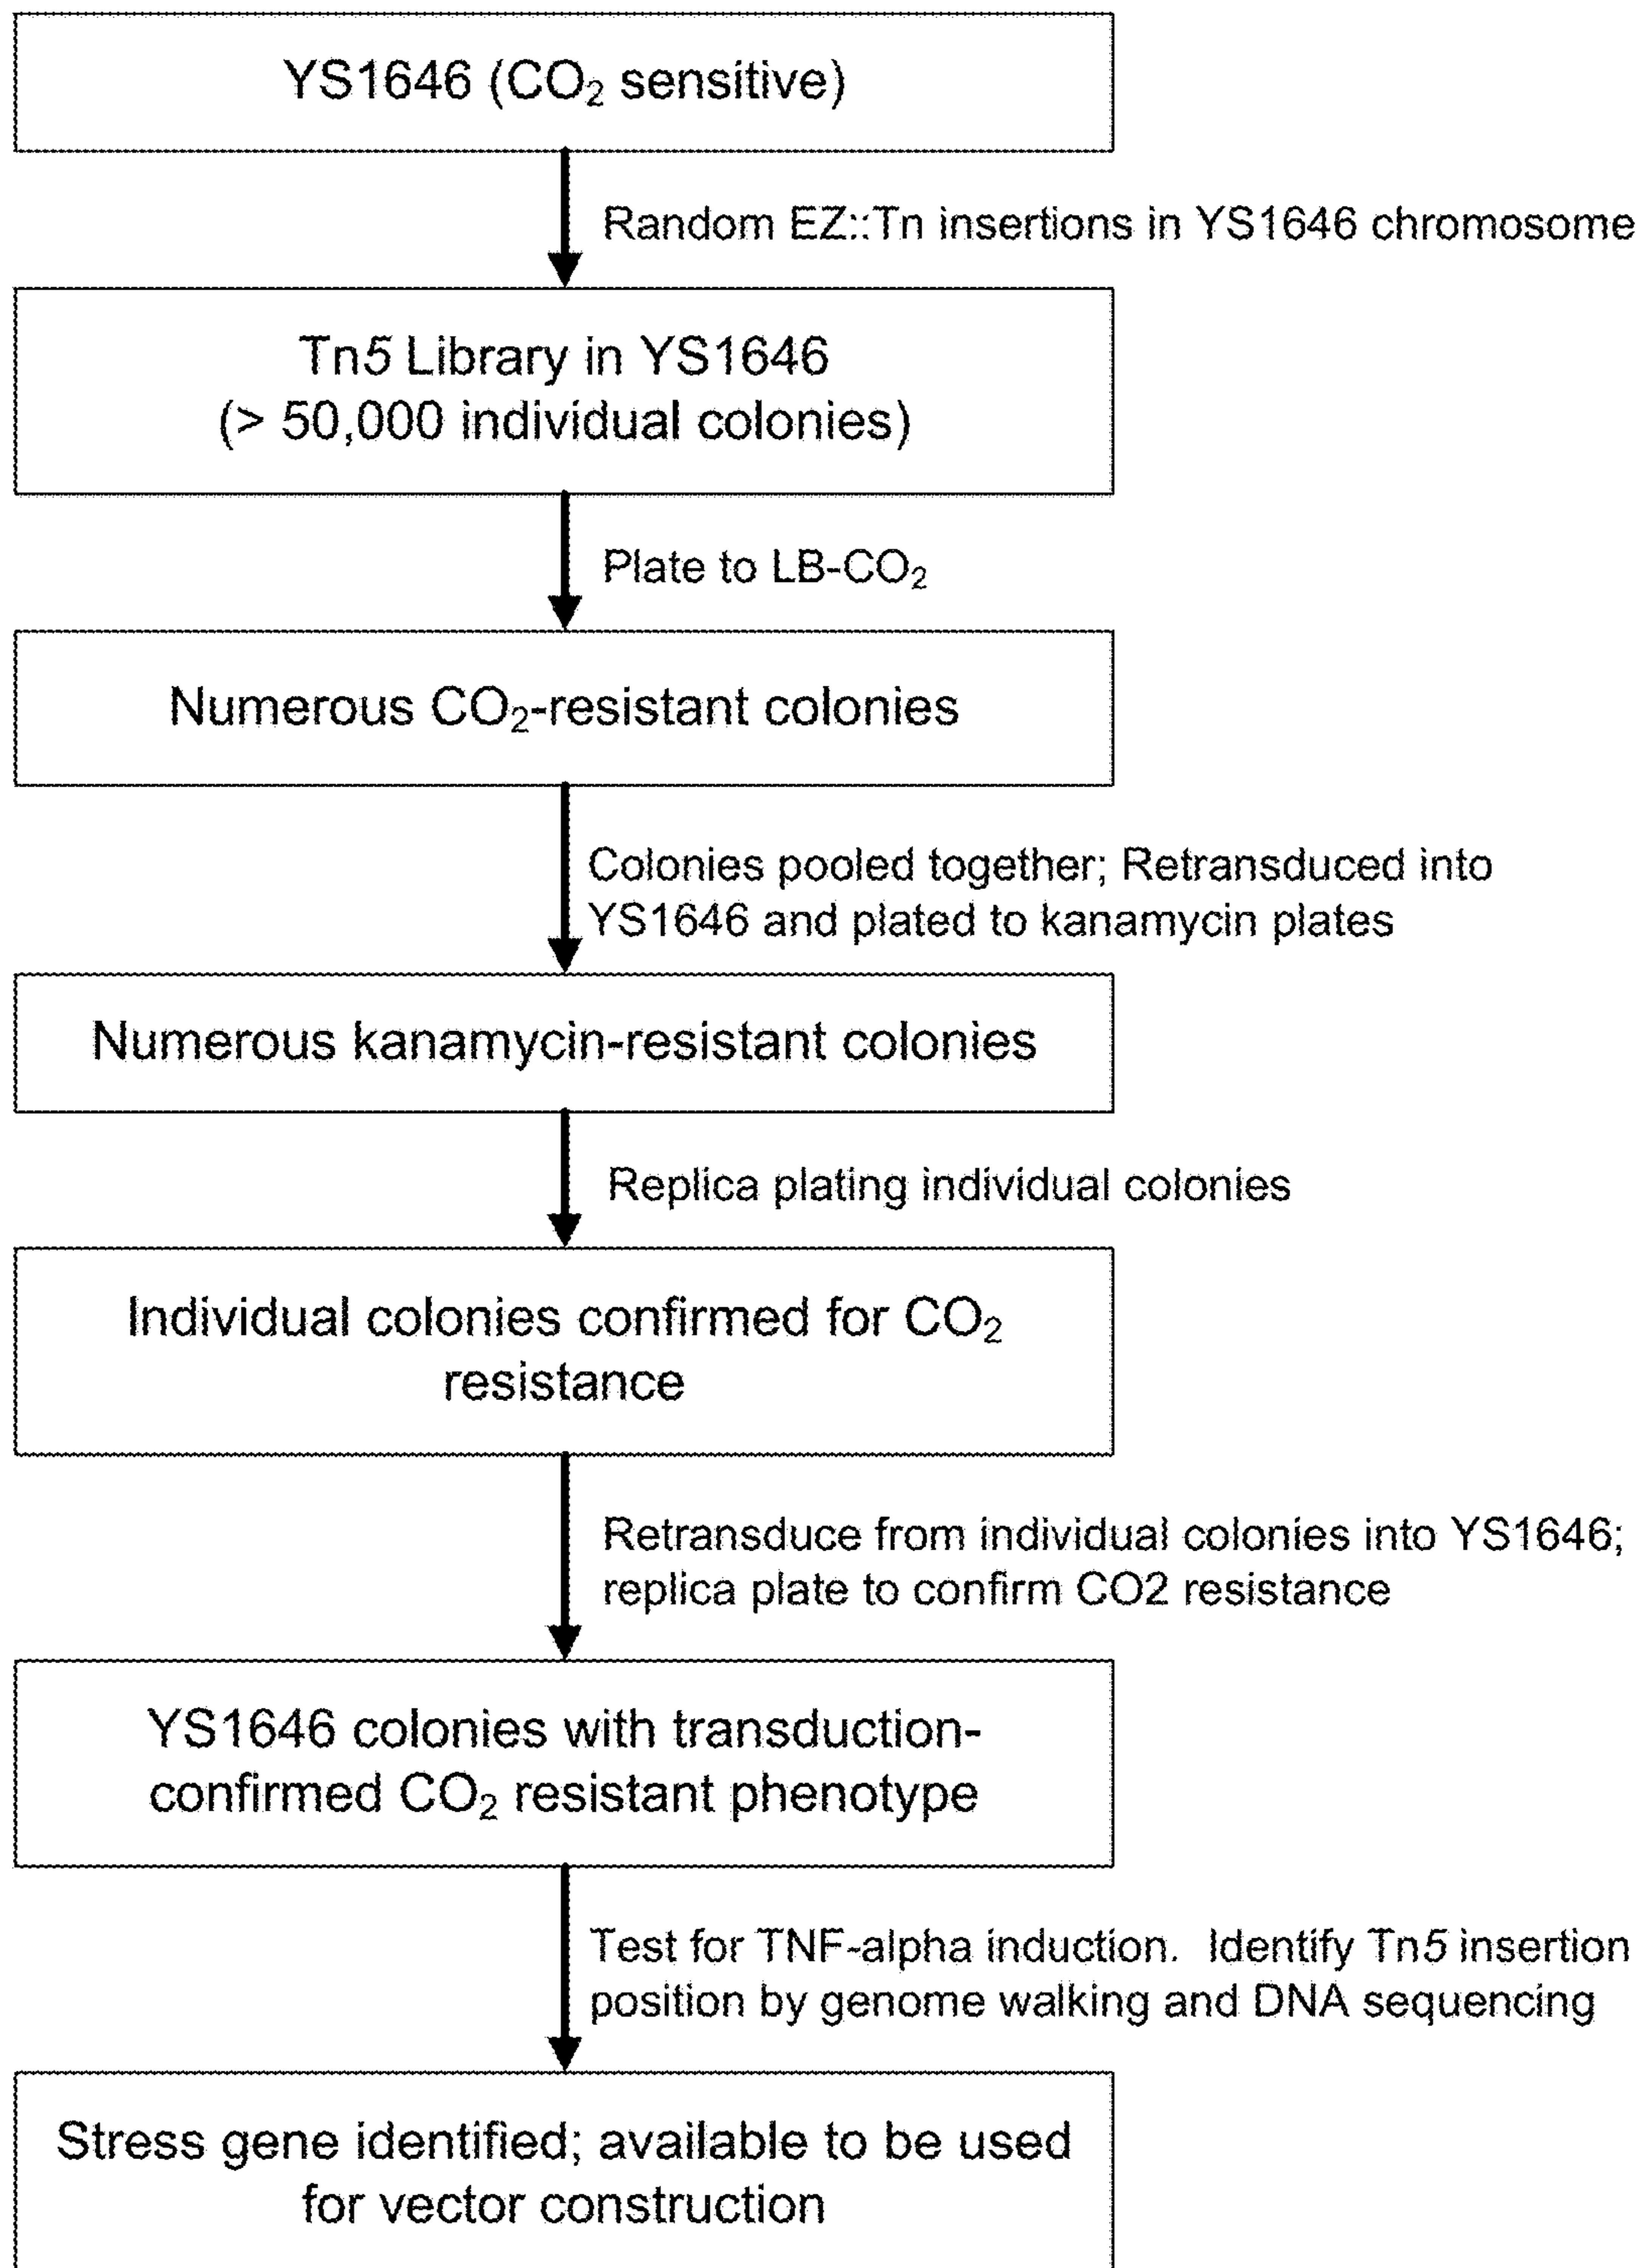 YS1646 (CO₂ sensitive)
Random EZ::Tn insertions in YS1646 chromosome
Tn5 Library in YS1646
(> 50,000 individual colonies)
Plate to LB-CO₂
Numerous CO₂-resistant colonies
Colonies pooled together; Retransduced into
YS1646 and plated to kanamycin plates
Numerous kanamycin-resistant colonies
Replica plating individual colonies
Individual colonies confirmed for CO₂
resistance
Retransduce from individual colonies into YS1646;
replica plate to confirm CO2 resistance
YS1646 colonies with transduction-
confirmed CO₂ resistant phenotype
Test for TNF-alpha induction. Identify Tn5 insertion
position by genome walking and DNA sequencing
Stress gene identified; available to be used
for vector construction